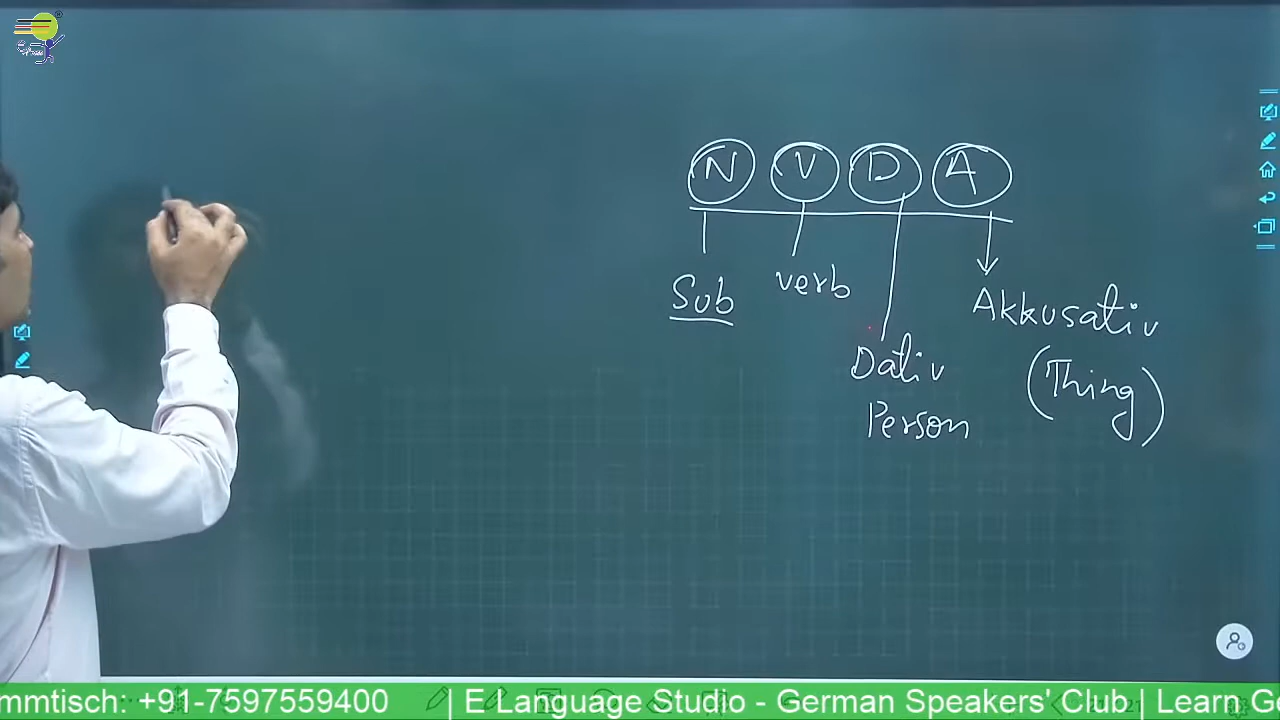 N V D A
Sub
verb
Dativ
Person
Akkusativ
(Thing)
mmtisch: +91-7597559400 | E Language Studio - German Speakers' Club | Learn Ge